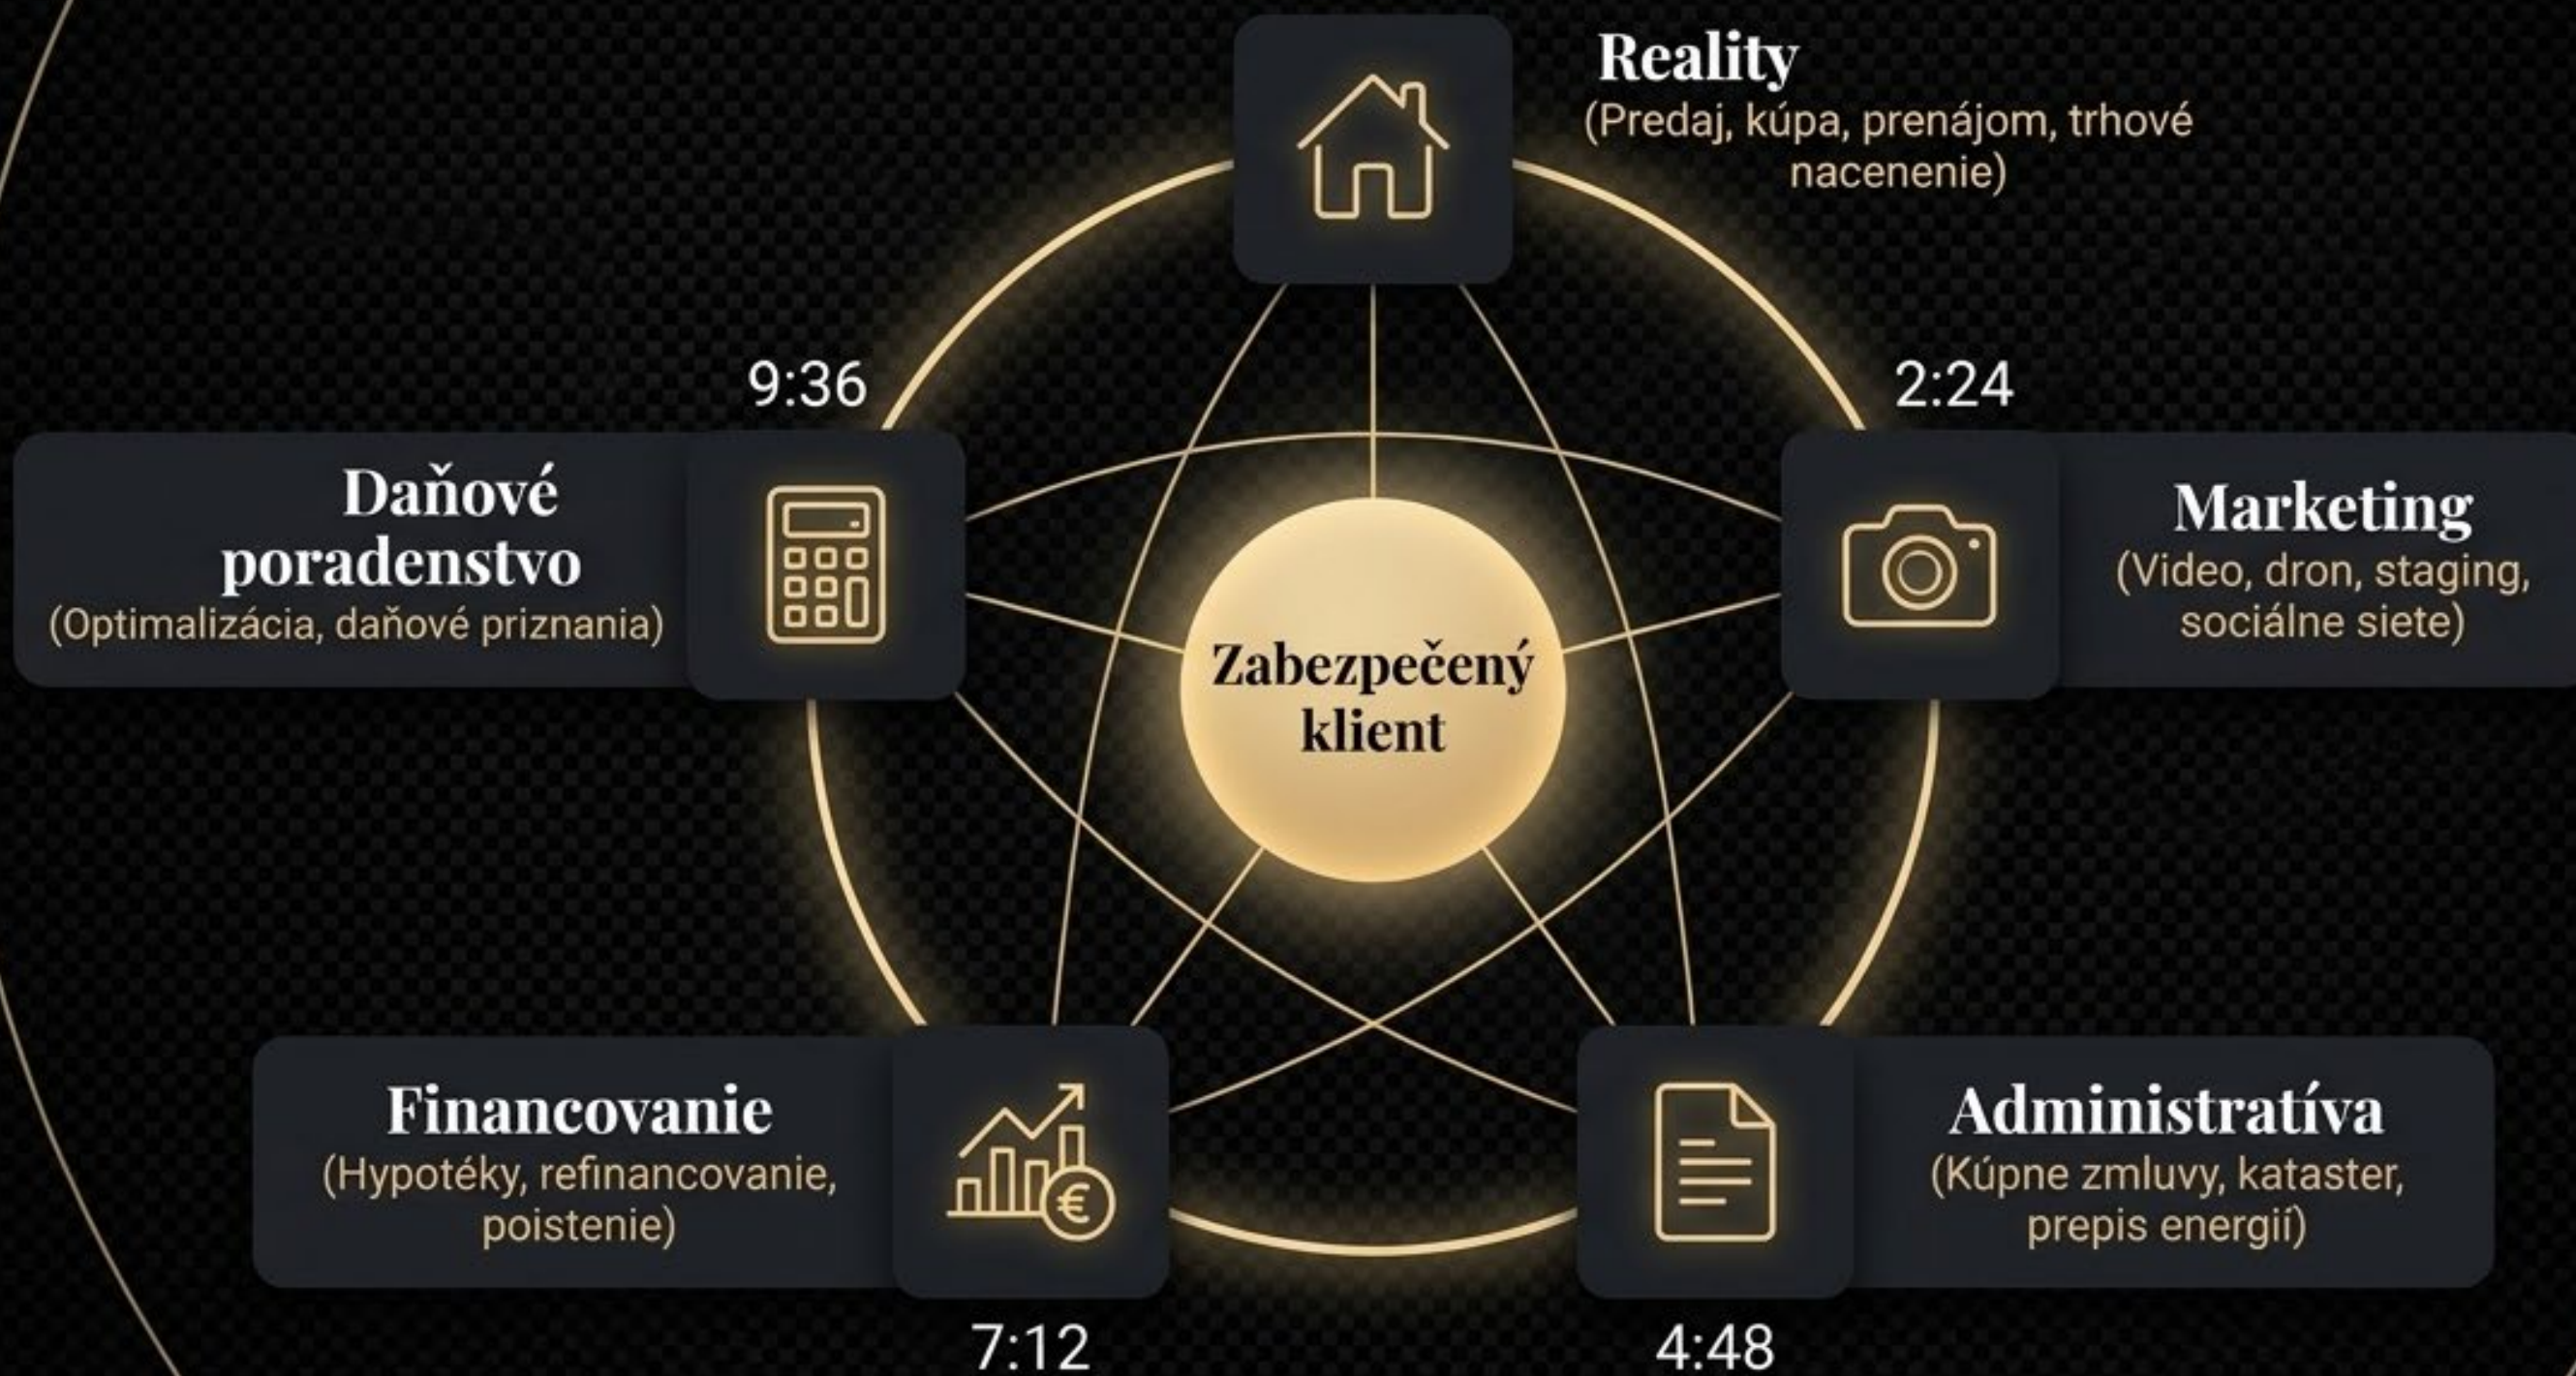 Reality
(Predaj, kúpa, prenájom, trhové
nacenenie)
9:36
2:24
Daňové
poradenstvo
(Optimalizácia, daňové priznania)
Marketing
(Video, dron, staging,
sociálne siete)
Zabezpečený
klient
Financovanie
(Hypotéky, refinancovanie,
poistenie)
€
Administratíva
(Kúpne zmluvy, kataster,
prepis energií)
7:12
4:48